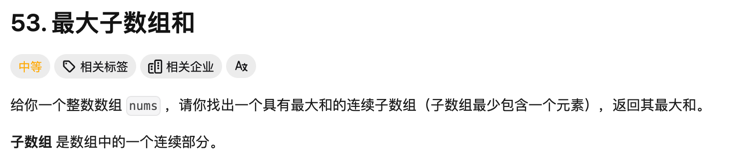 53. 最大子数组和
中等 相关标签 相关企业 A文
给你一个整数数组 nums ，请你找出一个具有最大和的连续子数组（子数组最少包含一个元素），返回其最大和。
子数组 是数组中的一个连续部分。